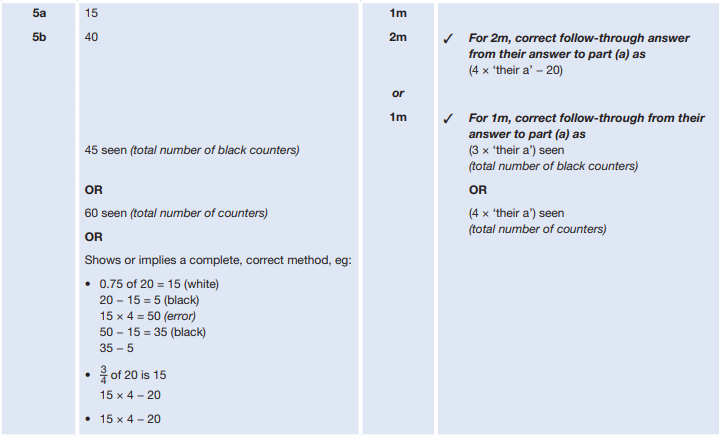 5a 15 1m
5b 40 2m ✓ For 2m, correct follow-through answer
from their answer to part (a) as
(4 × ‘their a’ – 20)
or
1m ✓ For 1m, correct follow-through from their
answer to part (a) as
45 seen (total number of black counters) (3 × ‘their a’) seen
(total number of black counters)
OR OR
60 seen (total number of counters) (4 × ‘their a’) seen
(total number of counters)
OR
Shows or implies a complete, correct method, eg:
• 0.75 of 20 = 15 (white)
20 – 15 = 5 (black)
15 × 4 = 50 (error)
50 – 15 = 35 (black)
35 – 5
• 3/4 of 20 is 15
15 × 4 – 20
• 15 × 4 – 20